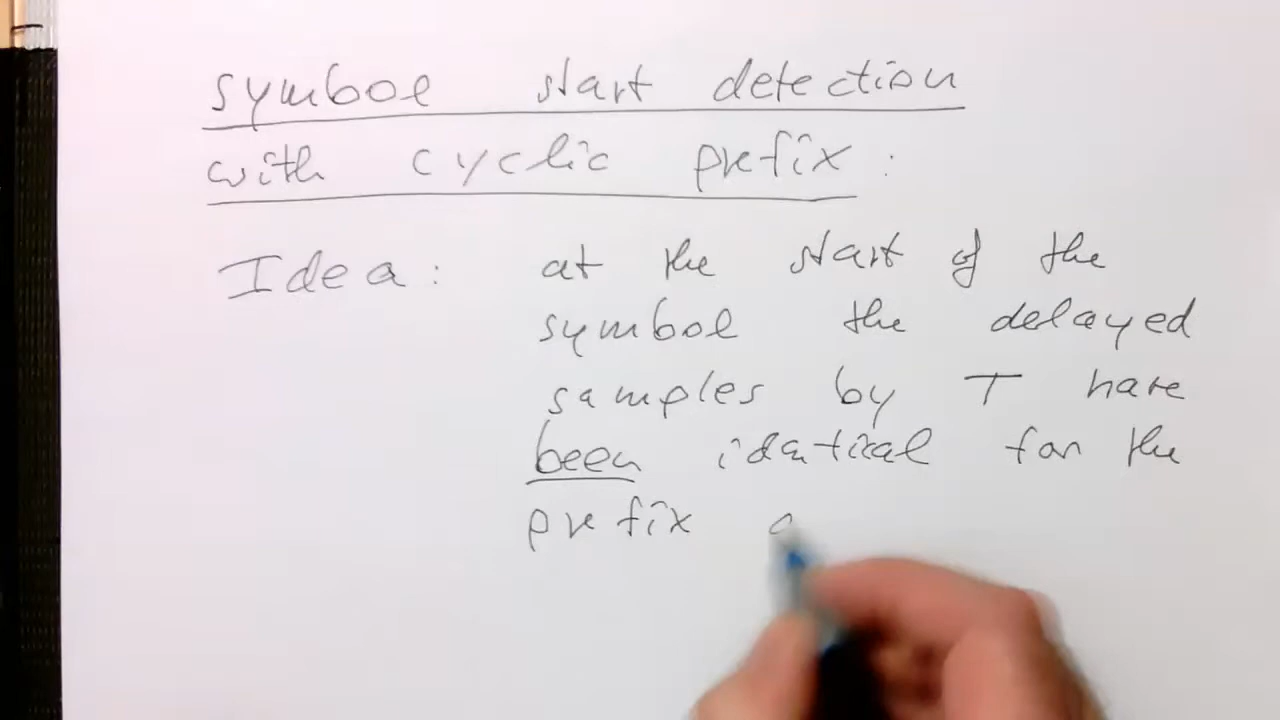 symbol start detection
with cyclic prefix :
Idea : at the start of the
symbol the delayed
samples by T have
been identical for the
prefix